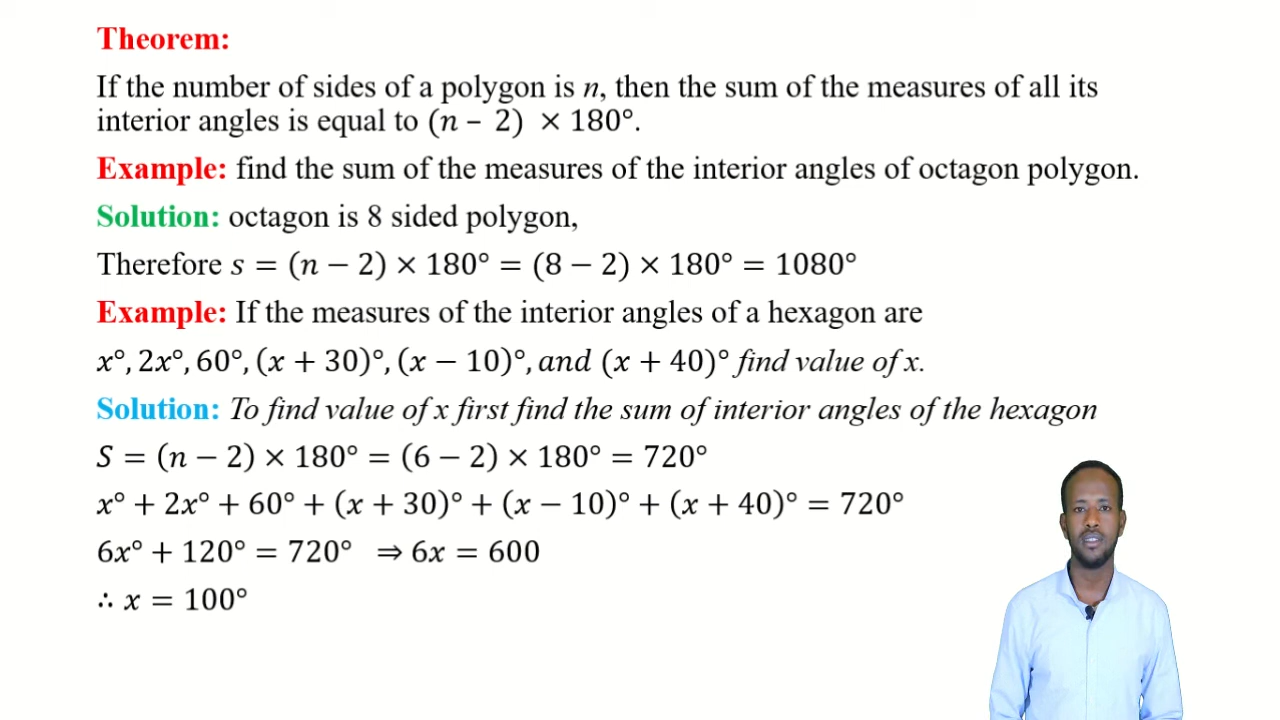 Theorem:
If the number of sides of a polygon is n, then the sum of the measures of all its
interior angles is equal to (n – 2) × 180°.
Example: find the sum of the measures of the interior angles of octagon polygon.
Solution: octagon is 8 sided polygon,
Therefore s = (n − 2) × 180° = (8 − 2) × 180° = 1080°
Example: If the measures of the interior angles of a hexagon are
x°, 2x°, 60°, (x + 30)°, (x − 10)°, and (x + 40)° find value of x.
Solution: To find value of x first find the sum of interior angles of the hexagon
S = (n − 2) × 180° = (6 − 2) × 180° = 720°
x° + 2x° + 60° + (x + 30)° + (x − 10)° + (x + 40)° = 720°
6x° + 120° = 720° ⇒ 6x = 600
∴ x = 100°